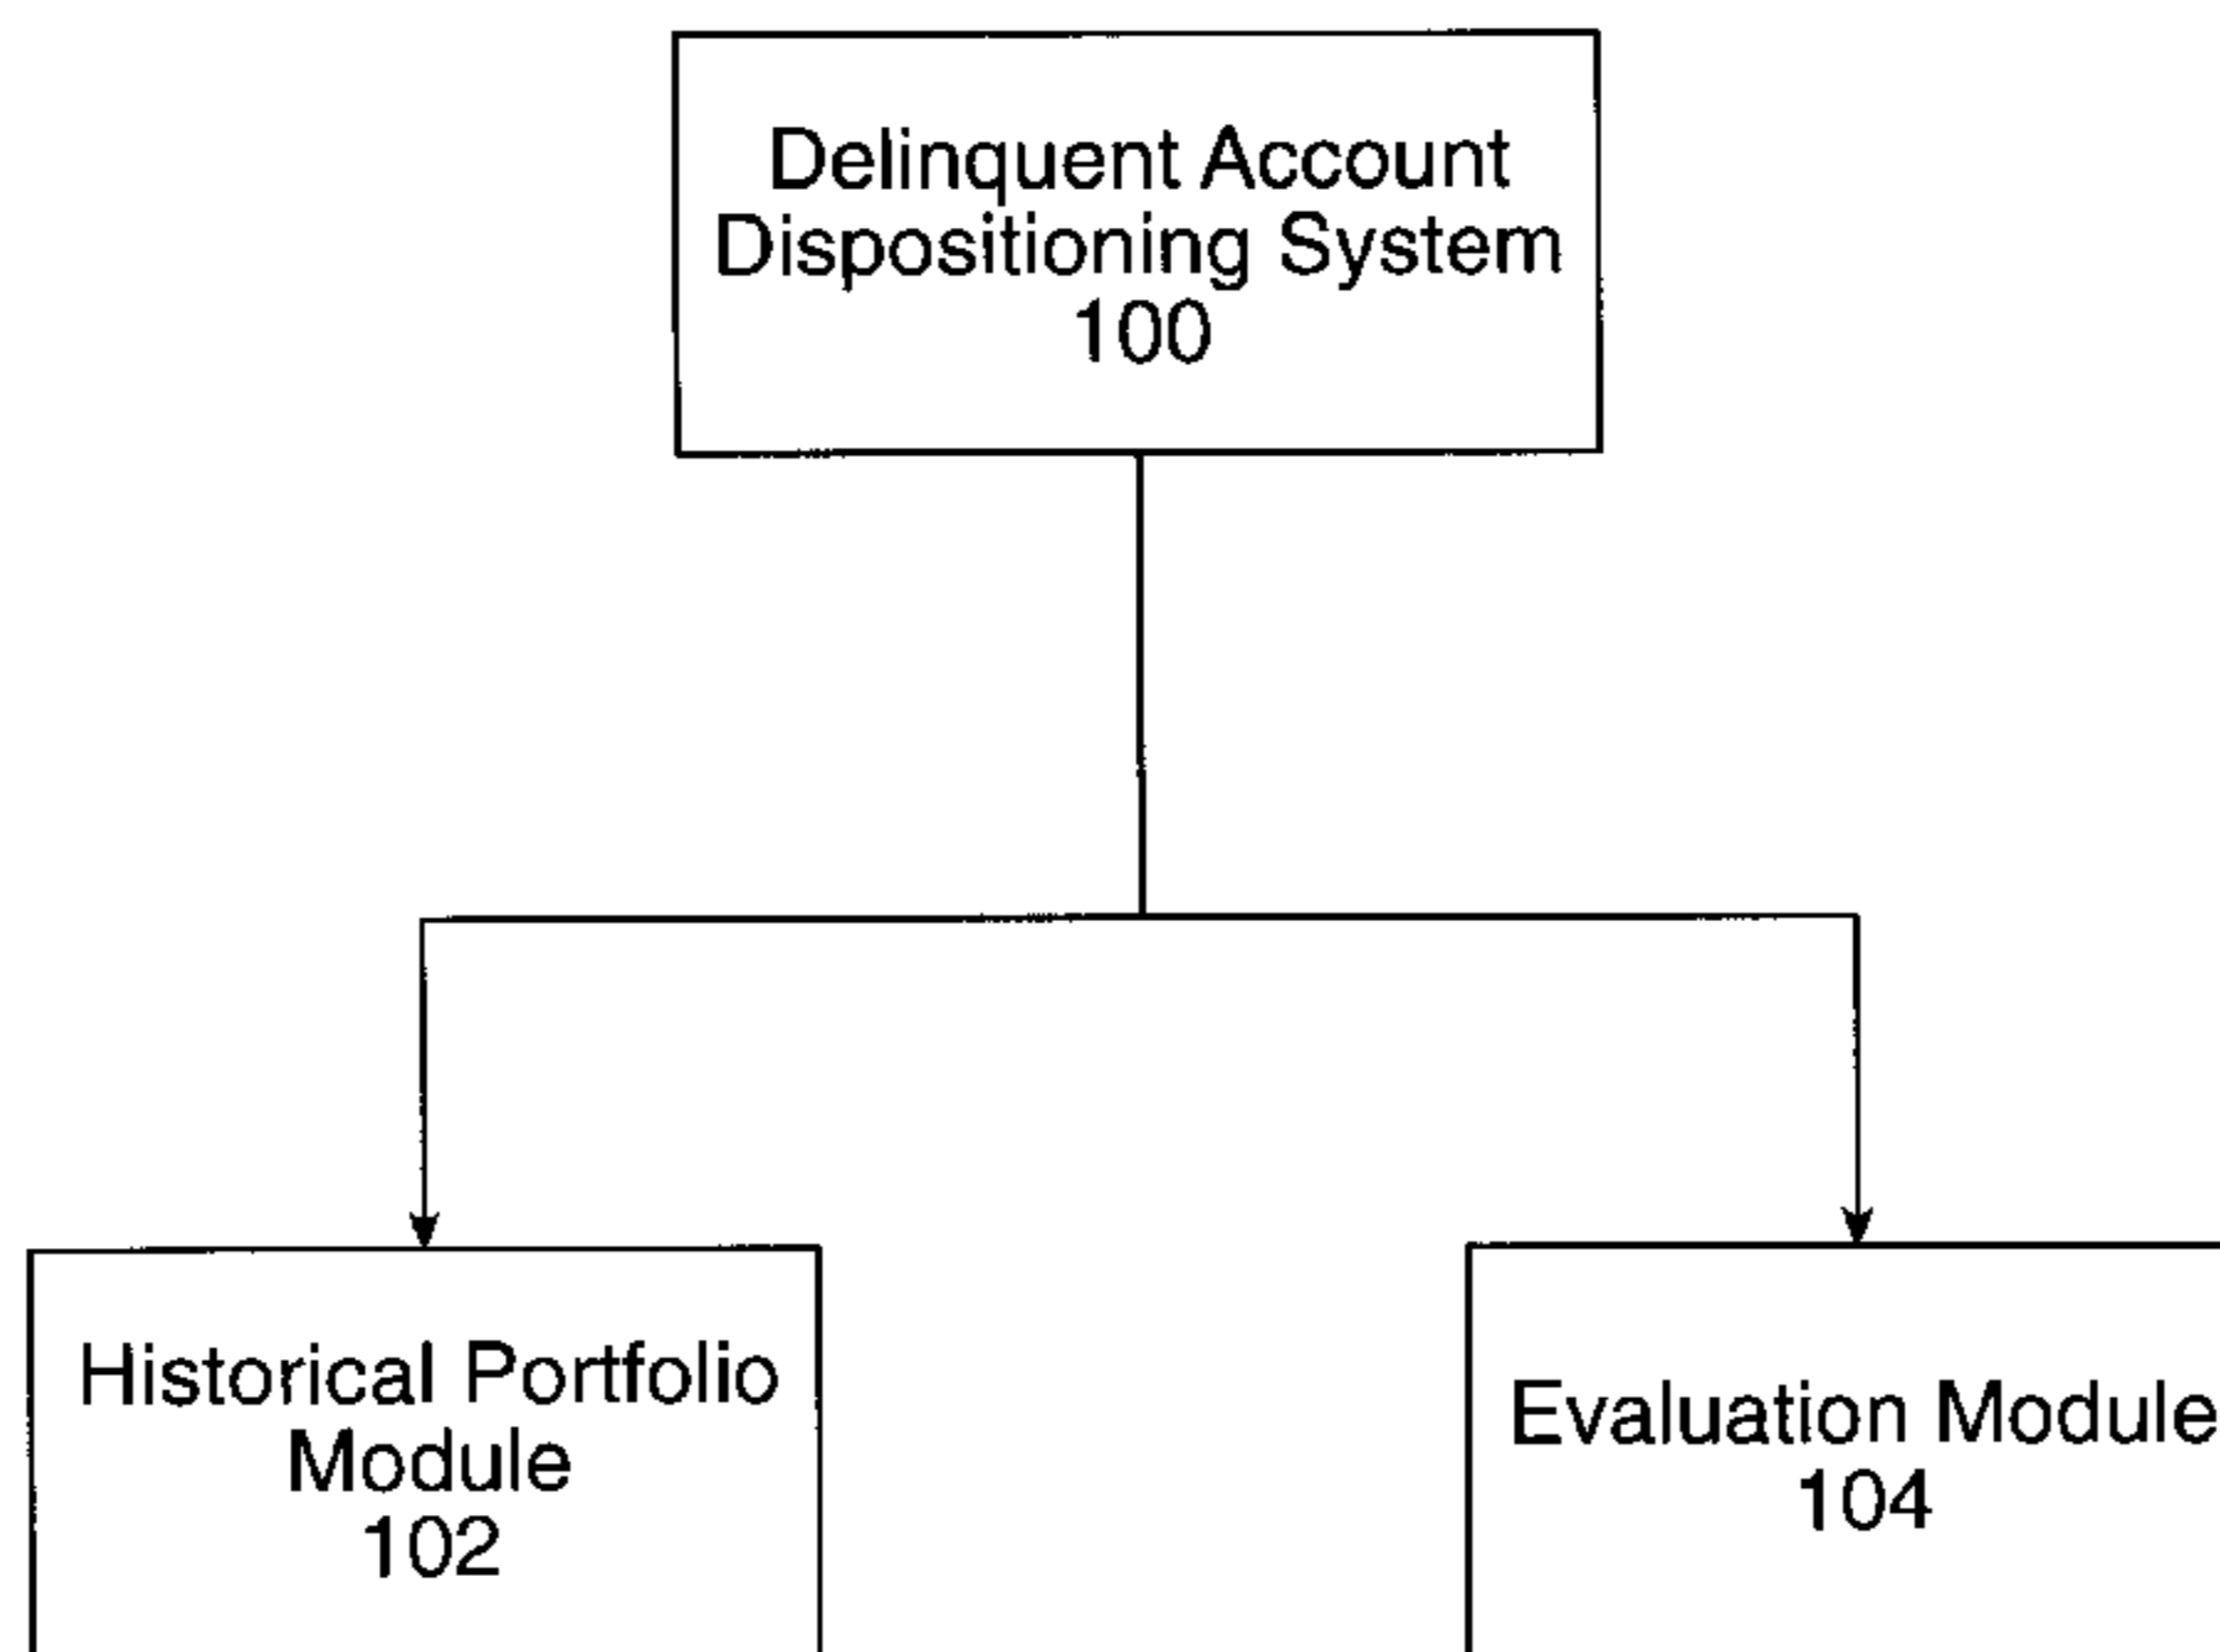 Delinquent Account
Dispositioning System
100
Historical Portfolio
Module
102
Evaluation Module
104